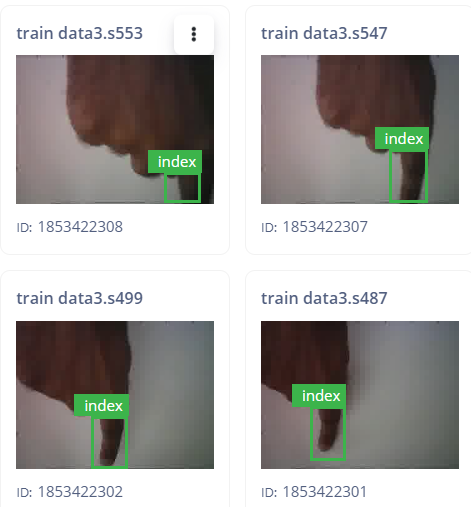 train data3.s553
index
ID: 1853422308
train data3.s547
index
ID: 1853422307
train data3.s499
index
ID: 1853422302
train data3.s487
index
ID: 1853422301